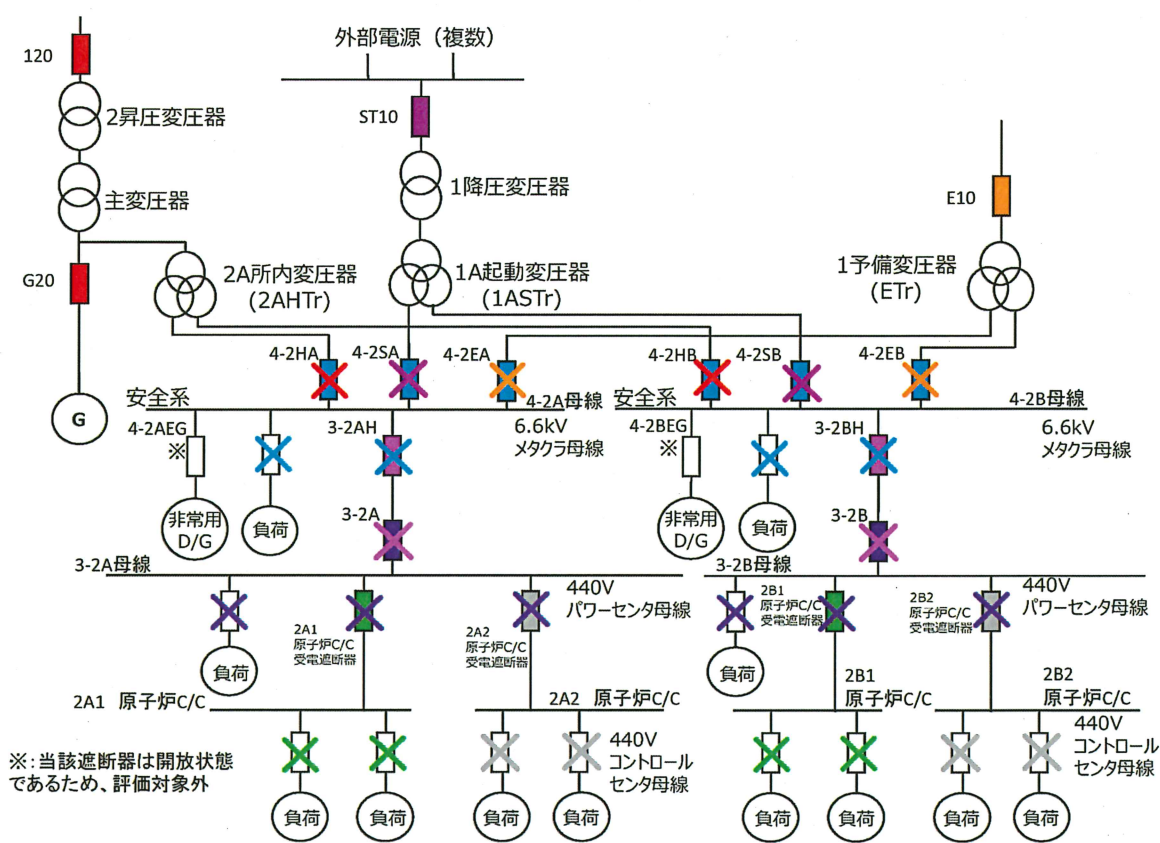 外部電源（複数）
120
2昇圧変圧器
ST10
1降圧変圧器
主変圧器
E10
G20
2A所内変圧器
(2AHTr)
1A起動変圧器
(1ASTr)
1予備変圧器
(ETr)
4-2HA
4-2SA
4-2EA
4-2HB
4-2SB
4-2EB
安全系
4-2A母線
安全系
4-2B母線
G
4-2AEG
※
3-2AH
6.6kV
メタクラ母線
4-2BEG
※
3-2BH
6.6kV
メタクラ母線
非常用
D/G
負荷
3-2A
非常用
D/G
負荷
3-2B
3-2A母線
440V
パワーセンタ母線
3-2B母線
440V
パワーセンタ母線
2A1
原子炉C/C
受電遮断器
2A2
原子炉C/C
受電遮断器
2B1
原子炉C/C
受電遮断器
2B2
原子炉C/C
受電遮断器
負荷
負荷
2A1 原子炉C/C
2A2 原子炉C/C
2B1
原子炉C/C
2B2
原子炉C/C
440V
コントロール
センタ母線
440V
コントロール
センタ母線
※：当該遮断器は開放状態
であるため、評価対象外
負荷
負荷
負荷
負荷
負荷
負荷
負荷
負荷